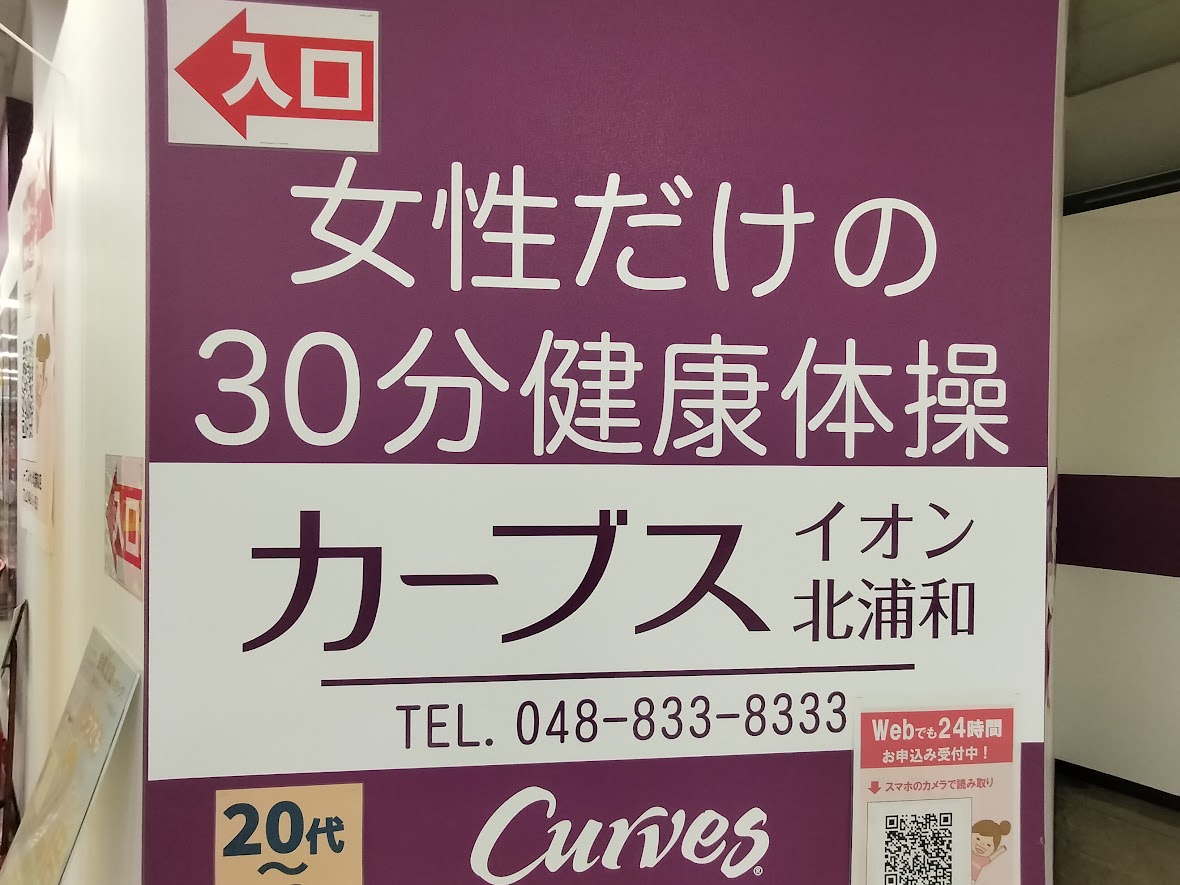 入口
女性だけの
30分健康体操
カーブス
イオン
北浦和
TEL. 048-833-8333
Webでも24時間
お申込み受付中！
スマホのカメラで読み取り
20代
～
Curves
入口